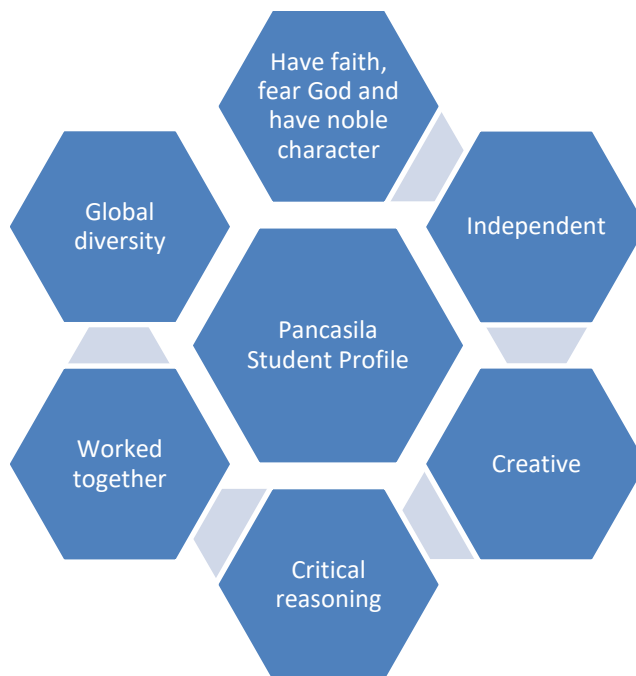 Have faith,
fear God and
have noble
character
Independent
Creative
Critical
reasoning
Worked
together
Global
diversity
Pancasila
Student Profile